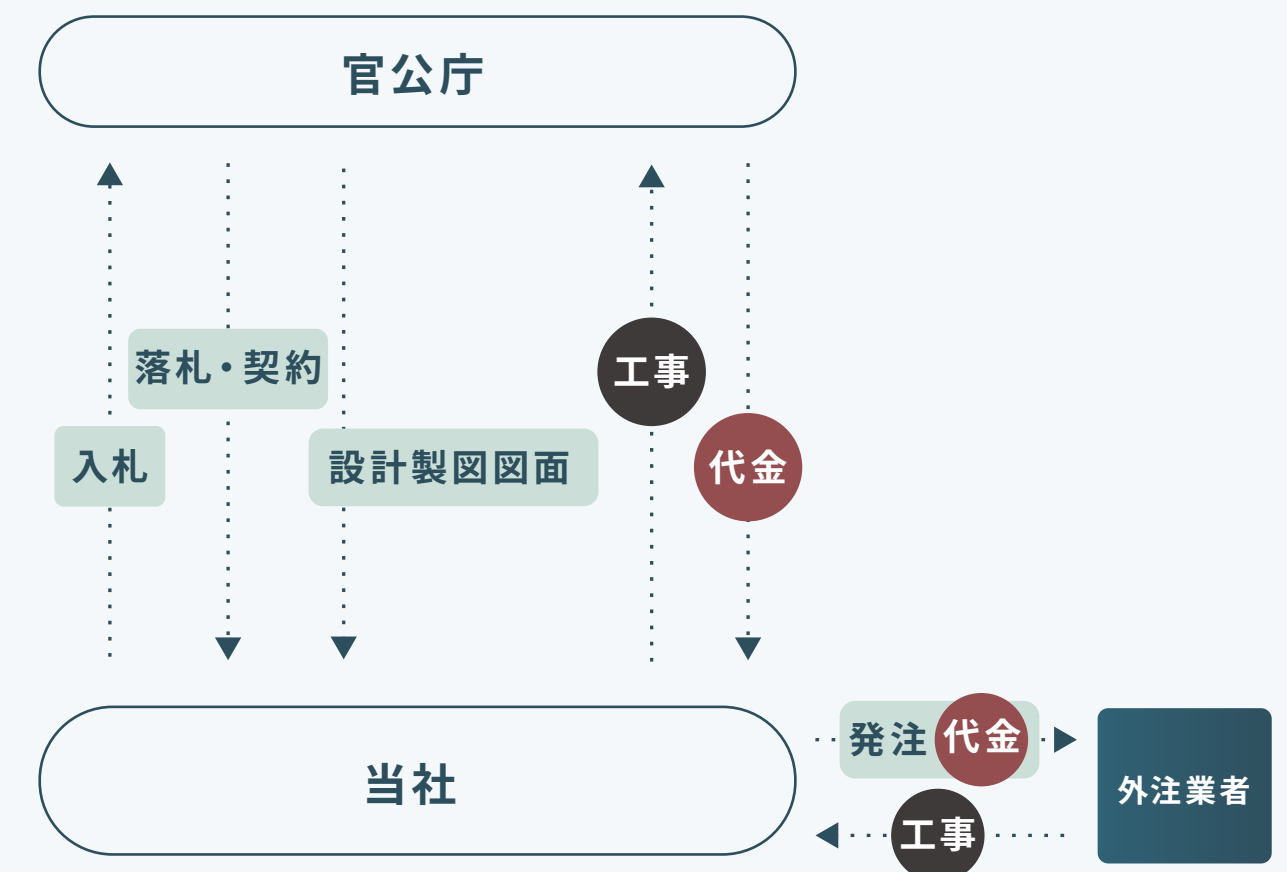 官公庁
落札・契約
入札
設計製図図面
工事
代金
当社
発注
代金
工事
外注業者